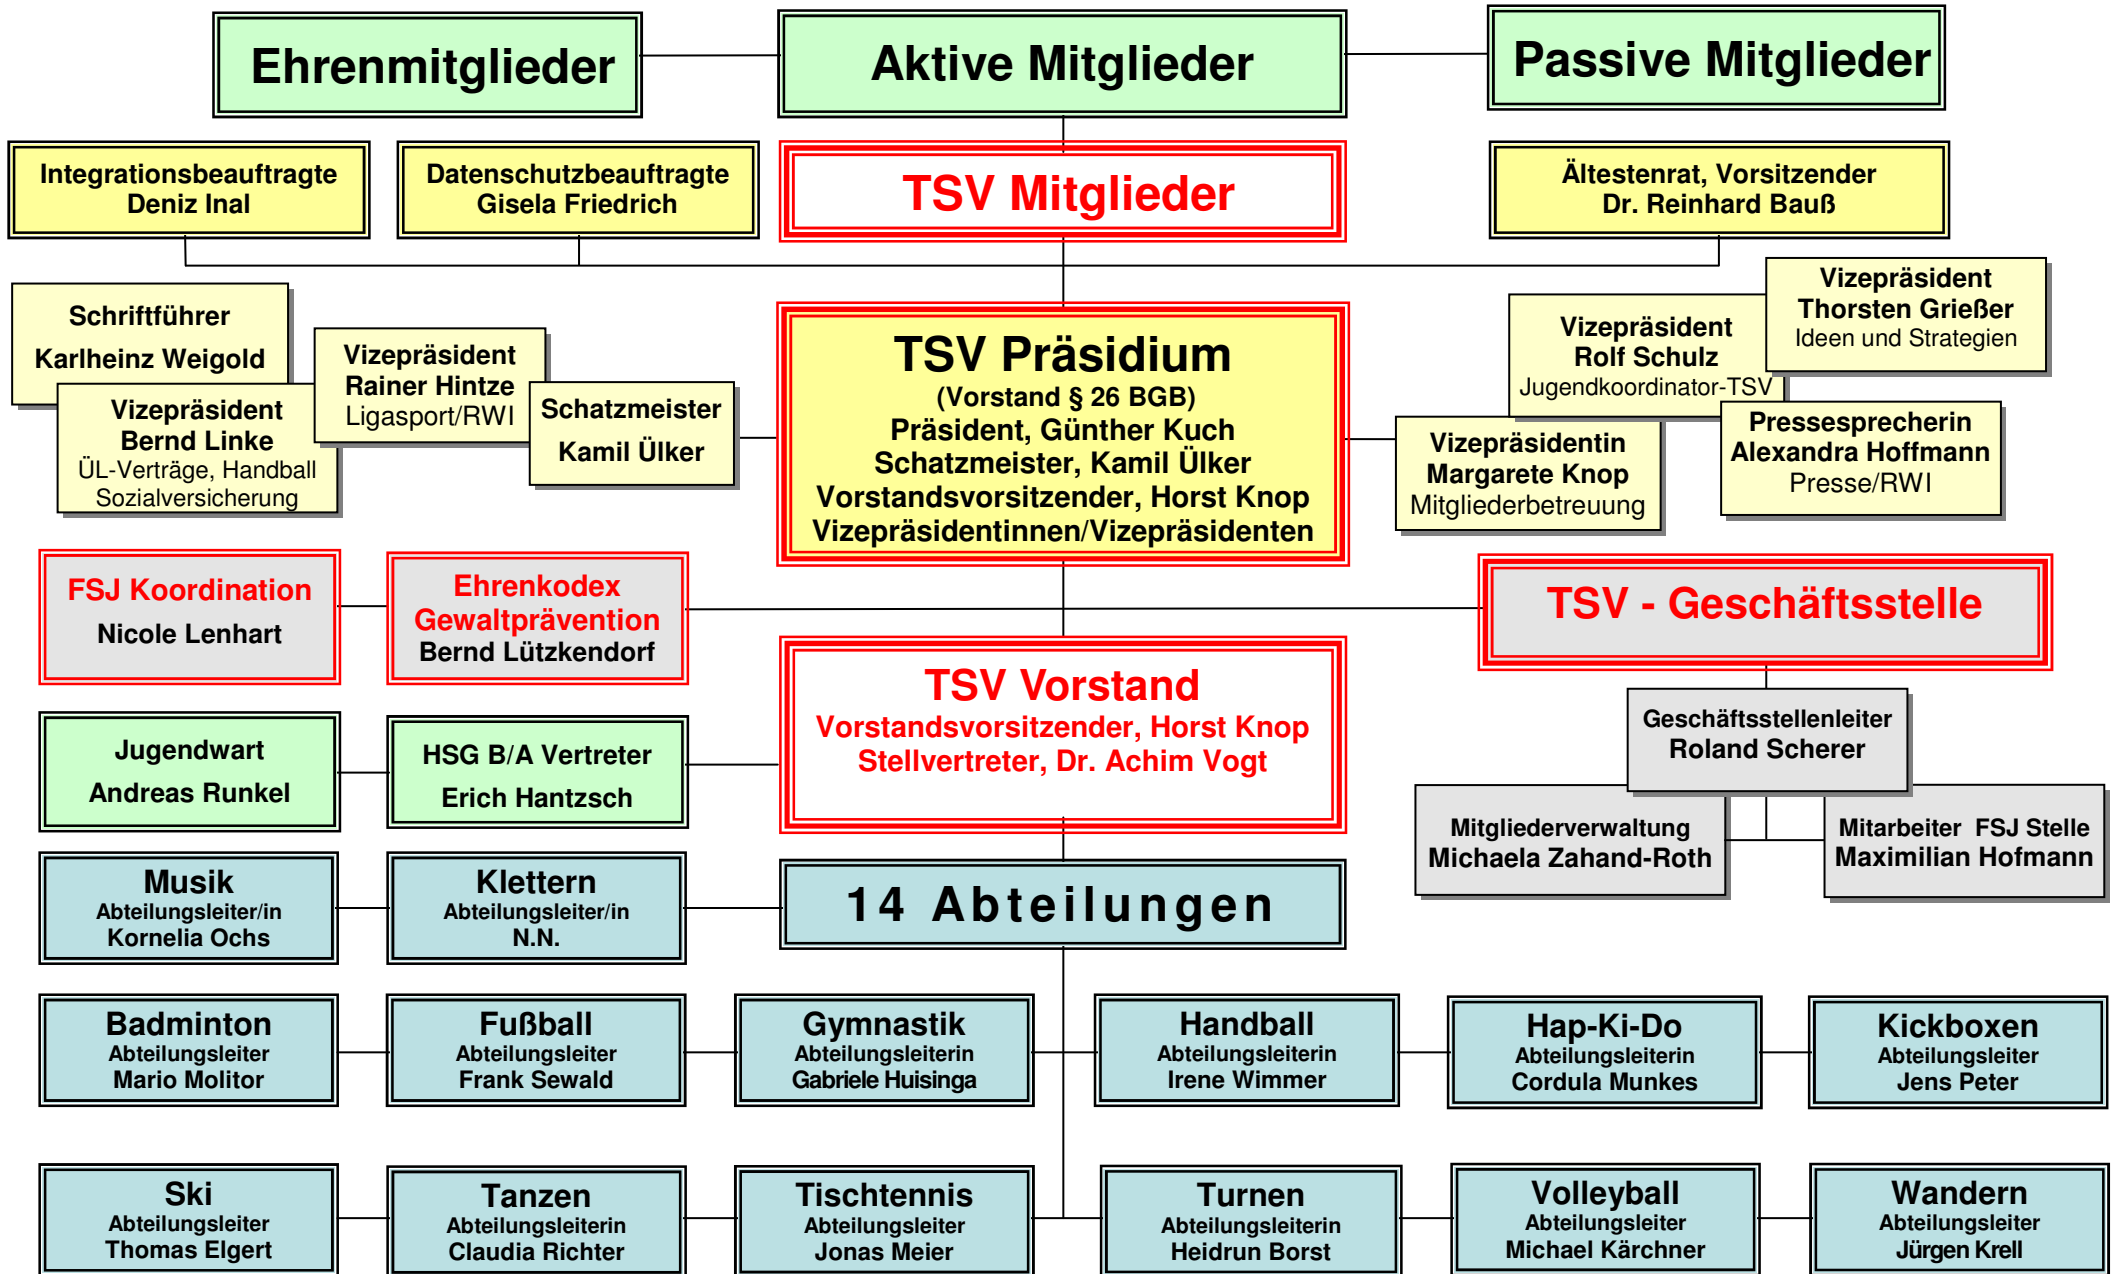 Ehrenmitglieder
Aktive Mitglieder
Passive Mitglieder
Integrationsbeauftragte
Deniz Inal
Datenschutzbeauftragte
Gisela Friedrich
TSV Mitglieder
Ältestenrat, Vorsitzender
Dr. Reinhard Bauß
Schriftführer
Karlheinz Weigold
Vizepräsident
Bernd Linke
ÜL-Verträge, Handball
Sozialversicherung
Vizepräsident
Rainer Hintze
Ligasport/RWI
Schatzmeister
Kamil Ülker
TSV Präsidium
(Vorstand § 26 BGB)
Präsident, Günther Kuch
Schatzmeister, Kamil Ülker
Vorstandsvorsitzender, Horst Knop
Vizepräsidentinnen/Vizepräsidenten
Vizepräsidentin
Margarete Knop
Mitgliederbetreuung
Vizepräsident
Rolf Schulz
Jugendkoordinator-TSV
Vizepräsident
Thorsten Grießer
Ideen und Strategien
Pressesprecherin
Alexandra Hoffmann
Presse/RWI
FSJ Koordination
Nicole Lenhart
Ehrenkodex
Gewaltprävention
Bernd Lützkendorf
TSV - Geschäftsstelle
TSV Vorstand
Vorstandsvorsitzender, Horst Knop
Stellvertreter, Dr. Achim Vogt
Jugendwart
Andreas Runkel
HSG B/A Vertreter
Erich Hantzsch
Geschäftsstellenleiter
Roland Scherer
Mitgliederverwaltung
Michaela Zahand-Roth
Mitarbeiter FSJ Stelle
Maximilian Hofmann
Musik
Abteilungsleiter/in
Kornelia Ochs
Klettern
Abteilungsleiter/in
N.N.
14 Abteilungen
Badminton
Abteilungsleiter
Mario Molitor
Fußball
Abteilungsleiter
Frank Sewald
Gymnastik
Abteilungsleiterin
Gabriele Huisinga
Handball
Abteilungsleiterin
Irene Wimmer
Hap-Ki-Do
Abteilungsleiterin
Cordula Munkes
Kickboxen
Abteilungsleiter
Jens Peter
Ski
Abteilungsleiter
Thomas Elgert
Tanzen
Abteilungsleiterin
Claudia Richter
Tischtennis
Abteilungsleiter
Jonas Meier
Turnen
Abteilungsleiterin
Heidrun Borst
Volleyball
Abteilungsleiter
Michael Kärchner
Wandern
Abteilungsleiter
Jürgen Krell